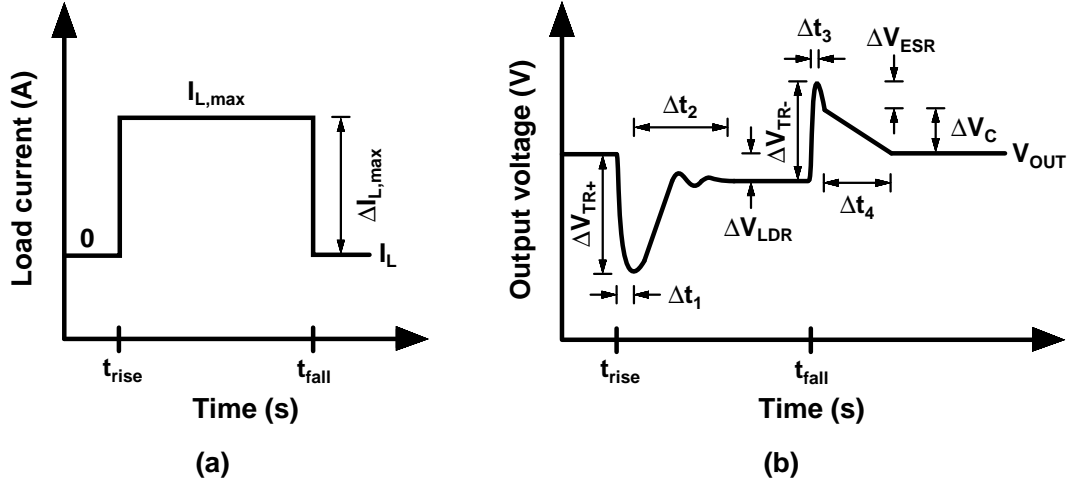 Load current (A)
I_L,max
ΔI_L,max
0
I_L
t_rise
t_fall
Time (s)
(a)
Output voltage (V)
Δt_3
ΔV_ESR
Δt_2
ΔV_TR-
ΔV_C
V_OUT
ΔV_TR+
ΔV_LDR
Δt_4
Δt_1
t_rise
t_fall
Time (s)
(b)